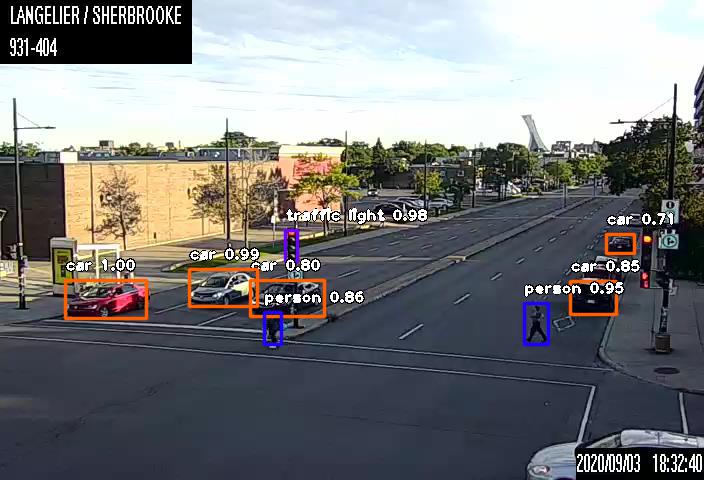 LANGELIER / SHERBROOKE
931-404
traffic light 0.98
car 0.71
car 1.00
car 0.99
car 0.80
car 0.85
person 0.86
person 0.95
2020/09/03 18:32:40